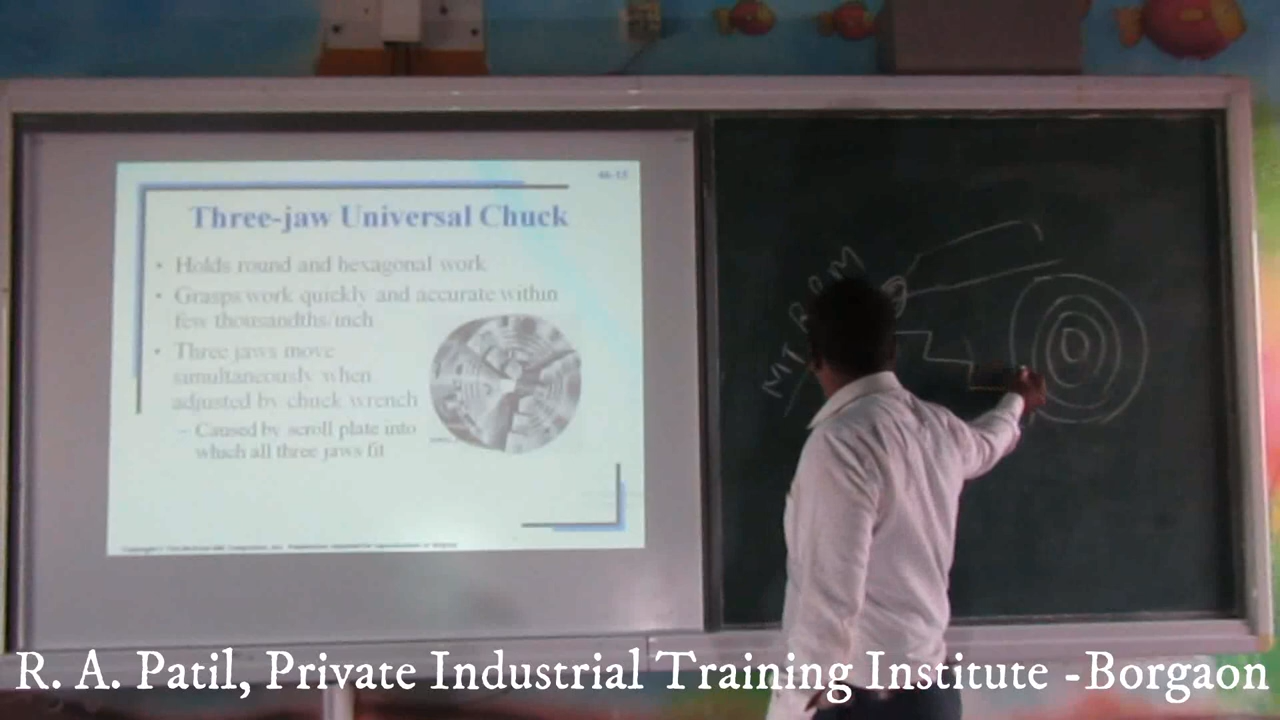 46-15
Three-jaw Universal Chuck
• Holds round and hexagonal work
• Grasps work quickly and accurate within
few thousandths/inch
• Three jaws move
simultaneously when
adjusted by chuck wrench
– Caused by scroll plate into
which all three jaws fit
R. A. Patil, Private Industrial Training Institute -Borgaon